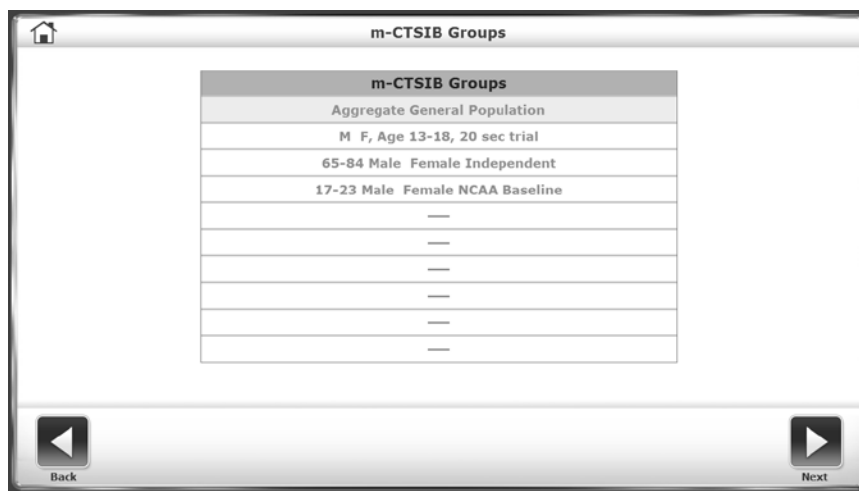 m-CTSIB Groups
m-CTSIB Groups
Aggregate General Population
M F, Age 13-18, 20 sec trial
65-84 Male Female Independent
17-23 Male Female NCAA Baseline
—
—
—
—
—
—
Back
Next